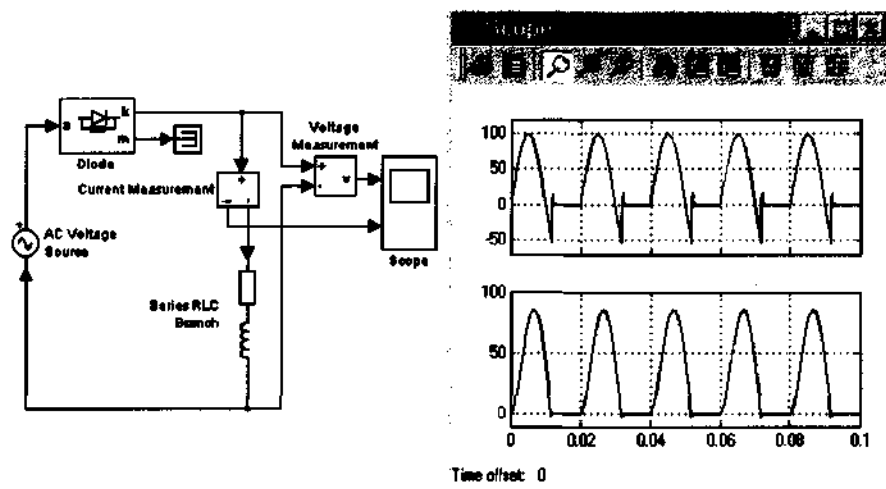 Scope
k
a
m
Diode
Voltage
Measurement
+
-
v
Current Measurement
+
-
i
+
AC Voltage
Source
Scope
Series RLC
Branch
100
50
0
-50
100
50
0
0 0.02 0.04 0.06 0.08 0.1
Time offset: 0